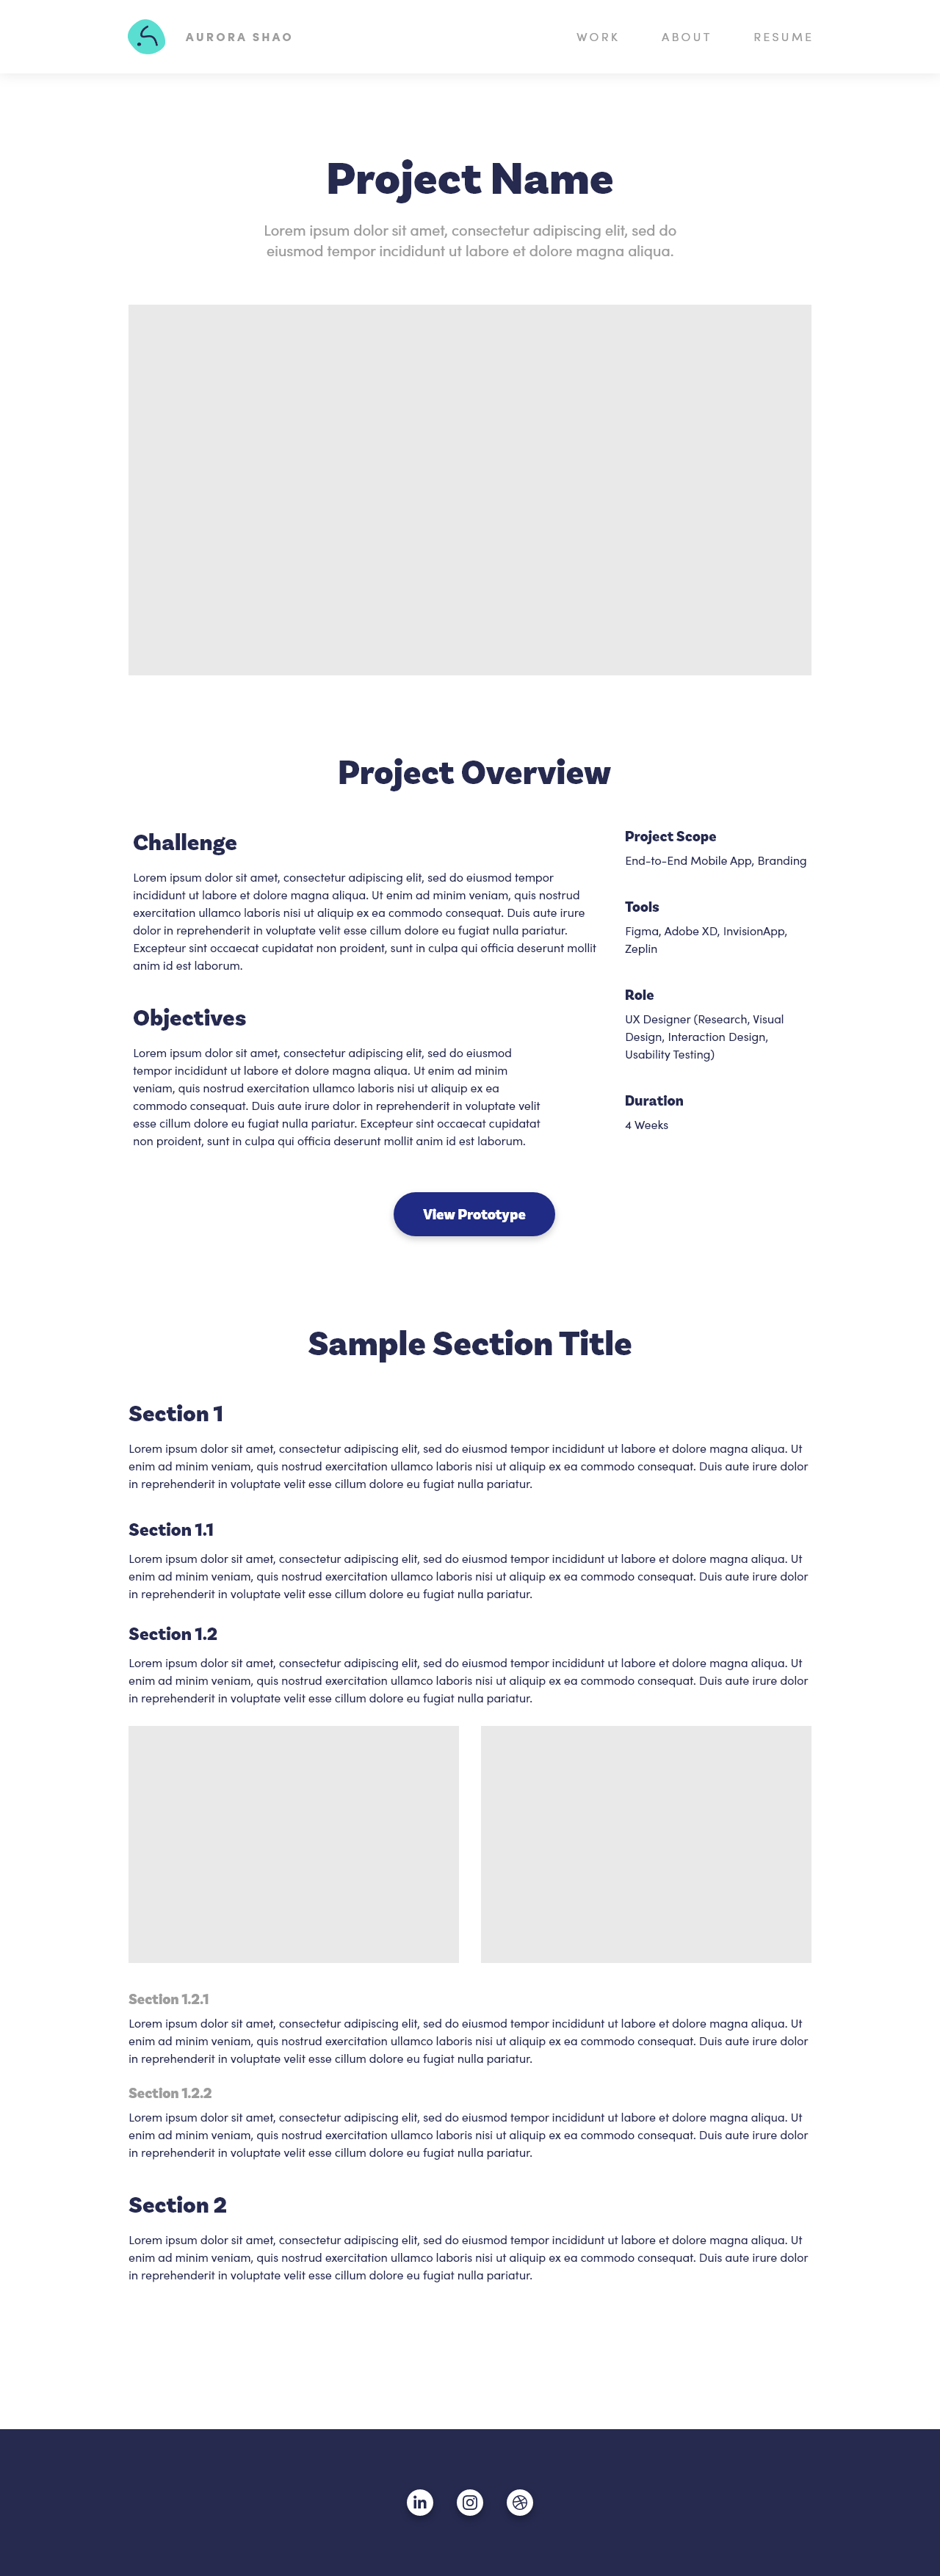 AURORA SHAO
WORK ABOUT RESUME
Project Name
Lorem ipsum dolor sit amet, consectetur adipiscing elit, sed do
eiusmod tempor incididunt ut labore et dolore magna aliqua.
Project Overview
Challenge
Lorem ipsum dolor sit amet, consectetur adipiscing elit, sed do eiusmod tempor
incididunt ut labore et dolore magna aliqua. Ut enim ad minim veniam, quis nostrud
exercitation ullamco laboris nisi ut aliquip ex ea commodo consequat. Duis aute irure
dolor in reprehenderit in voluptate velit esse cillum dolore eu fugiat nulla pariatur.
Excepteur sint occaecat cupidatat non proident, sunt in culpa qui officia deserunt mollit
anim id est laborum.
Objectives
Lorem ipsum dolor sit amet, consectetur adipiscing elit, sed do eiusmod
tempor incididunt ut labore et dolore magna aliqua. Ut enim ad minim
veniam, quis nostrud exercitation ullamco laboris nisi ut aliquip ex ea
commodo consequat. Duis aute irure dolor in reprehenderit in voluptate velit
esse cillum dolore eu fugiat nulla pariatur. Excepteur sint occaecat cupidatat
non proident, sunt in culpa qui officia deserunt mollit anim id est laborum.
Project Scope
End-to-End Mobile App, Branding
Tools
Figma, Adobe XD, InvisionApp,
Zeplin
Role
UX Designer (Research, Visual
Design, Interaction Design,
Usability Testing)
Duration
4 Weeks
View Prototype
Sample Section Title
Section 1
Lorem ipsum dolor sit amet, consectetur adipiscing elit, sed do eiusmod tempor incididunt ut labore et dolore magna aliqua. Ut
enim ad minim veniam, quis nostrud exercitation ullamco laboris nisi ut aliquip ex ea commodo consequat. Duis aute irure dolor
in reprehenderit in voluptate velit esse cillum dolore eu fugiat nulla pariatur.
Section 1.1
Lorem ipsum dolor sit amet, consectetur adipiscing elit, sed do eiusmod tempor incididunt ut labore et dolore magna aliqua. Ut
enim ad minim veniam, quis nostrud exercitation ullamco laboris nisi ut aliquip ex ea commodo consequat. Duis aute irure dolor
in reprehenderit in voluptate velit esse cillum dolore eu fugiat nulla pariatur.
Section 1.2
Lorem ipsum dolor sit amet, consectetur adipiscing elit, sed do eiusmod tempor incididunt ut labore et dolore magna aliqua. Ut
enim ad minim veniam, quis nostrud exercitation ullamco laboris nisi ut aliquip ex ea commodo consequat. Duis aute irure dolor
in reprehenderit in voluptate velit esse cillum dolore eu fugiat nulla pariatur.
Section 1.2.1
Lorem ipsum dolor sit amet, consectetur adipiscing elit, sed do eiusmod tempor incididunt ut labore et dolore magna aliqua. Ut
enim ad minim veniam, quis nostrud exercitation ullamco laboris nisi ut aliquip ex ea commodo consequat. Duis aute irure dolor
in reprehenderit in voluptate velit esse cillum dolore eu fugiat nulla pariatur.
Section 1.2.2
Lorem ipsum dolor sit amet, consectetur adipiscing elit, sed do eiusmod tempor incididunt ut labore et dolore magna aliqua. Ut
enim ad minim veniam, quis nostrud exercitation ullamco laboris nisi ut aliquip ex ea commodo consequat. Duis aute irure dolor
in reprehenderit in voluptate velit esse cillum dolore eu fugiat nulla pariatur.
Section 2
Lorem ipsum dolor sit amet, consectetur adipiscing elit, sed do eiusmod tempor incididunt ut labore et dolore magna aliqua. Ut
enim ad minim veniam, quis nostrud exercitation ullamco laboris nisi ut aliquip ex ea commodo consequat. Duis aute irure dolor
in reprehenderit in voluptate velit esse cillum dolore eu fugiat nulla pariatur.
in